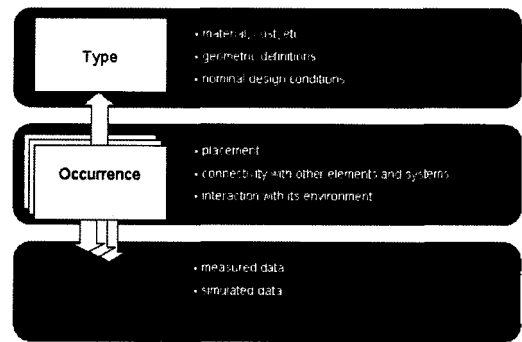 Type
• material, cost, etc
• geometric definitions
• nominal design conditions
Occurrence
• placement
• connectivity with other elements and systems
• interaction with its environment
• measured data
• simulated data